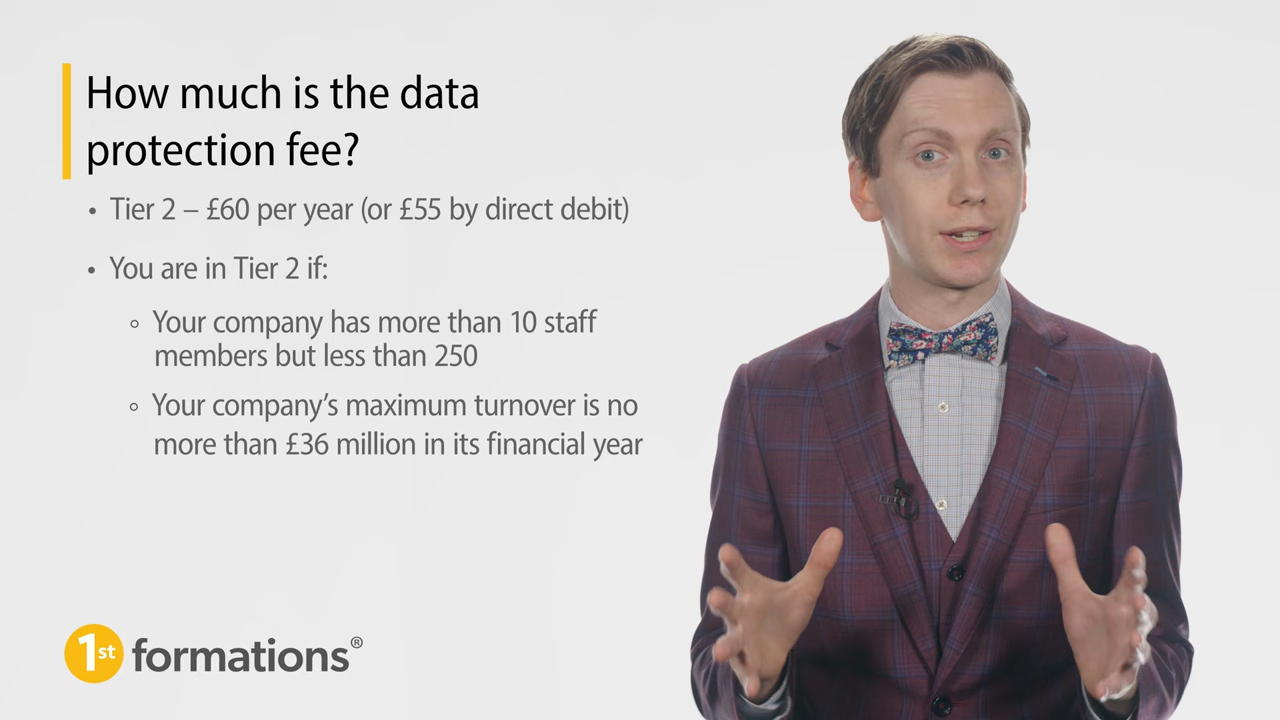 How much is the data
protection fee?
• Tier 2 – £60 per year (or £55 by direct debit)
• You are in Tier 2 if:
◦ Your company has more than 10 staff
members but less than 250
◦ Your company’s maximum turnover is no
more than £36 million in its financial year
1st formations®